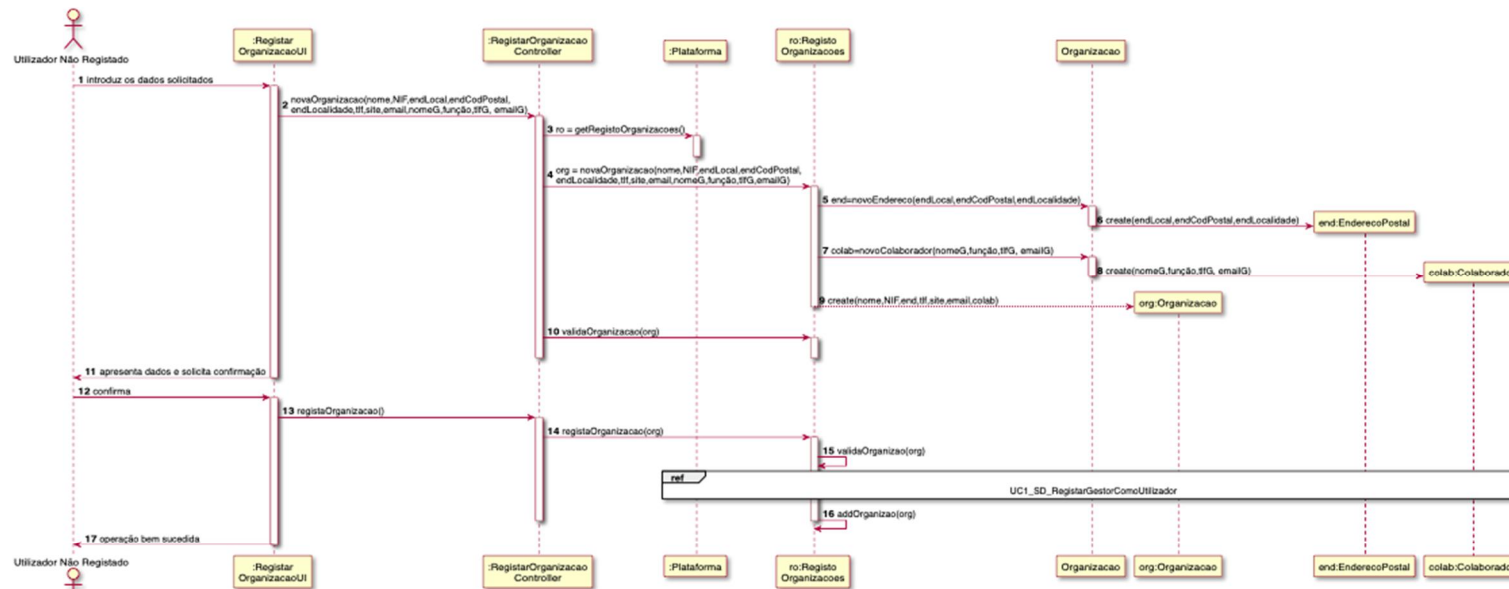 Utilizador Não Registado
:Registar
OrganizacaoUI
:RegistarOrganizacao
Controller
:Plataforma
ro:Registo
Organizacoes
Organizacao
1 introduz os dados solicitados
2 novaOrganizacao(nome,NIF,endLocal,endCodPostal,
endLocalidade,tlf,site,email,nomeG,função,tlfG, emailG)
3 ro = getRegistoOrganizacoes()
4 org = novaOrganizacao(nome,NIF,endLocal,endCodPostal,
endLocalidade,tlf,site,email,nomeG,função,tlfG,emailG)
5 end=novoEndereco(endLocal,endCodPostal,endLocalidade)
6 create(endLocal,endCodPostal,endLocalidade)
end:EnderecoPostal
7 colab=novoColaborador(nomeG,função,tlfG, emailG)
8 create(nomeG,função,tlfG, emailG)
colab:Colaborado
9 create(nome,NIF,end,tlf,site,email,colab)
org:Organizacao
10 validaOrganização(org)
11 apresenta dados e solicita confirmação
12 confirma
13 registaOrganizacao()
14 registaOrganizacao(org)
15 validaOrganizao(org)
ref
UC1_SD_RegistarGestorComoUtilizador
16 addOrganizao(org)
17 operação bem sucedida
Utilizador Não Registado
:Registar
OrganizacaoUI
:RegistarOrganizacao
Controller
:Plataforma
ro:Registo
Organizacoes
Organizacao
org:Organizacao
end:EnderecoPostal
colab:Colaborado